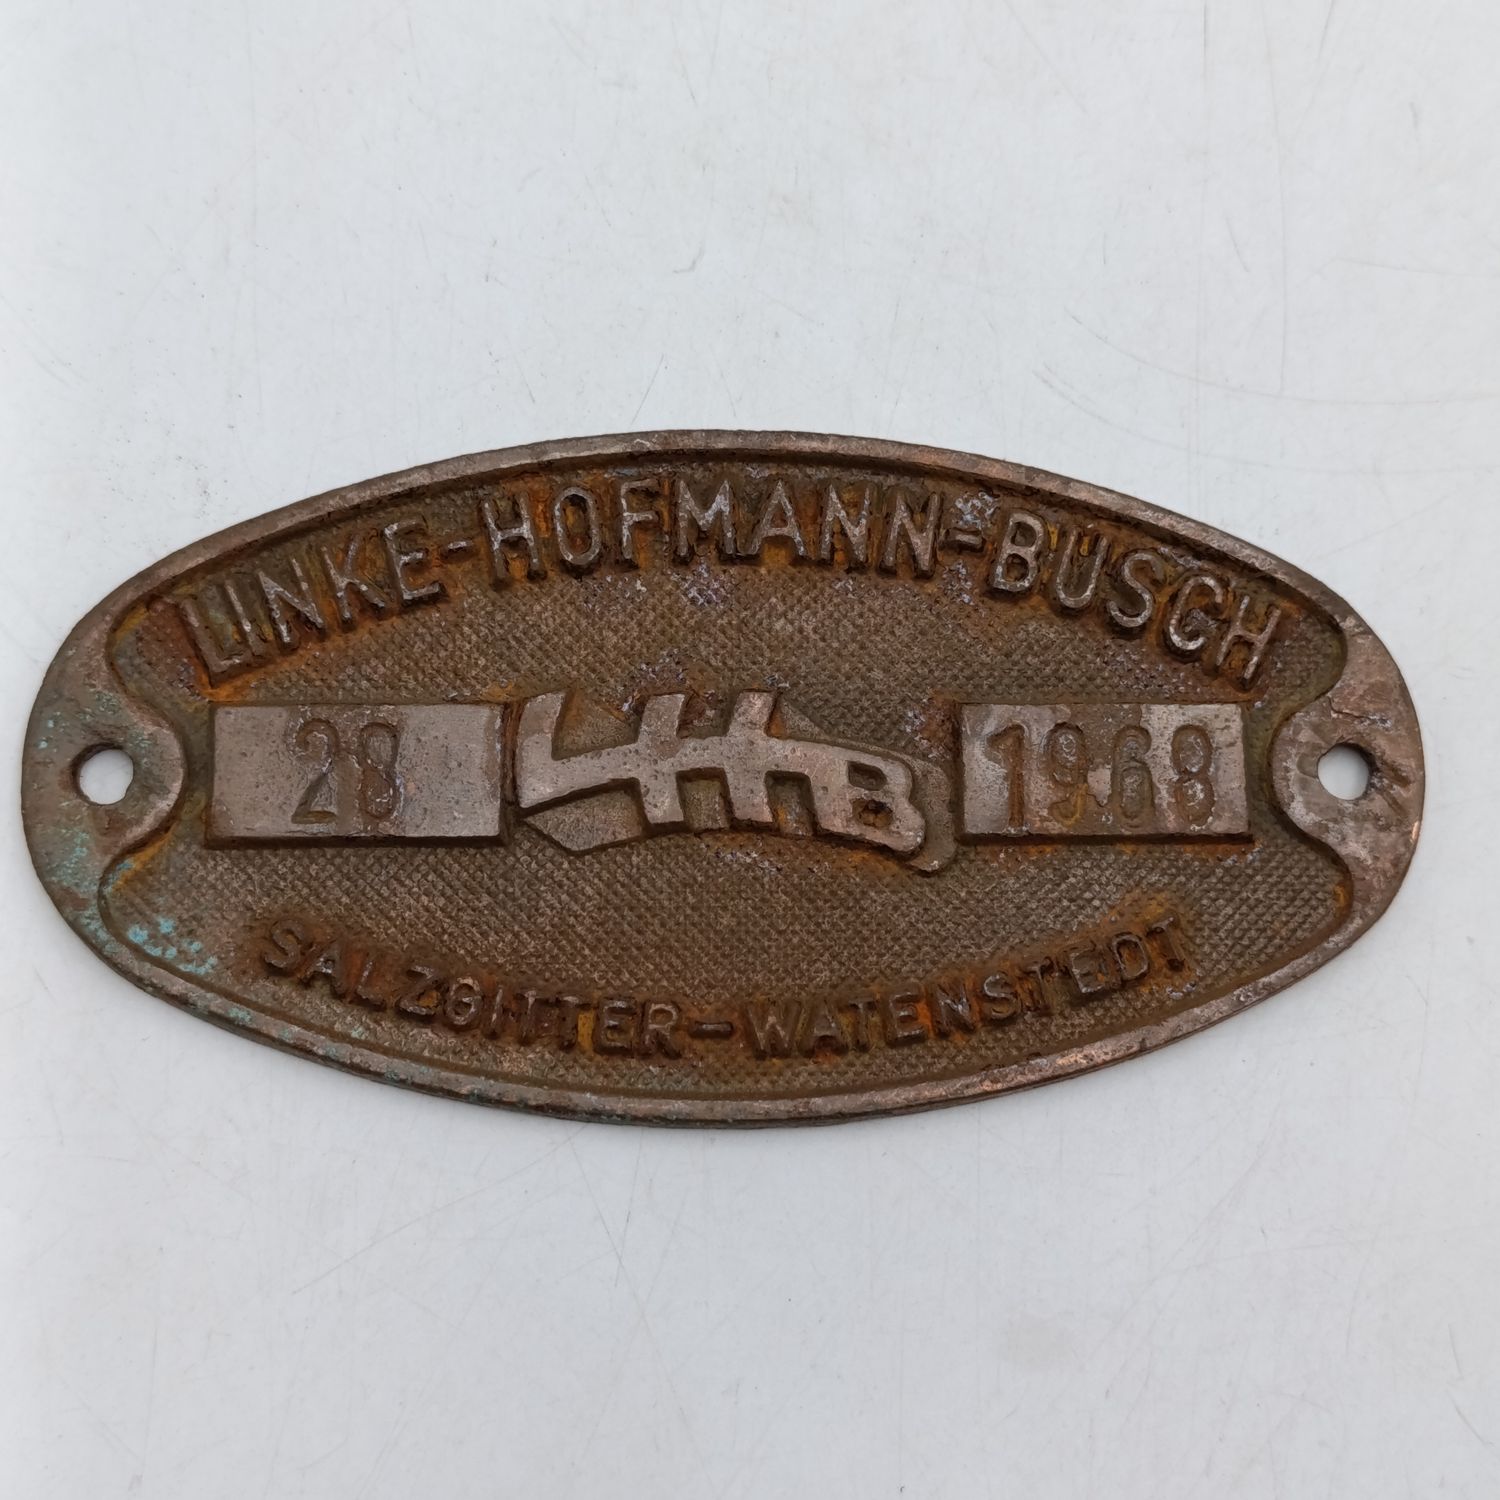 LINKE-HOFMANN-BUSCH
28 LHB 1968
SALZGITTER-WATENSTEDT